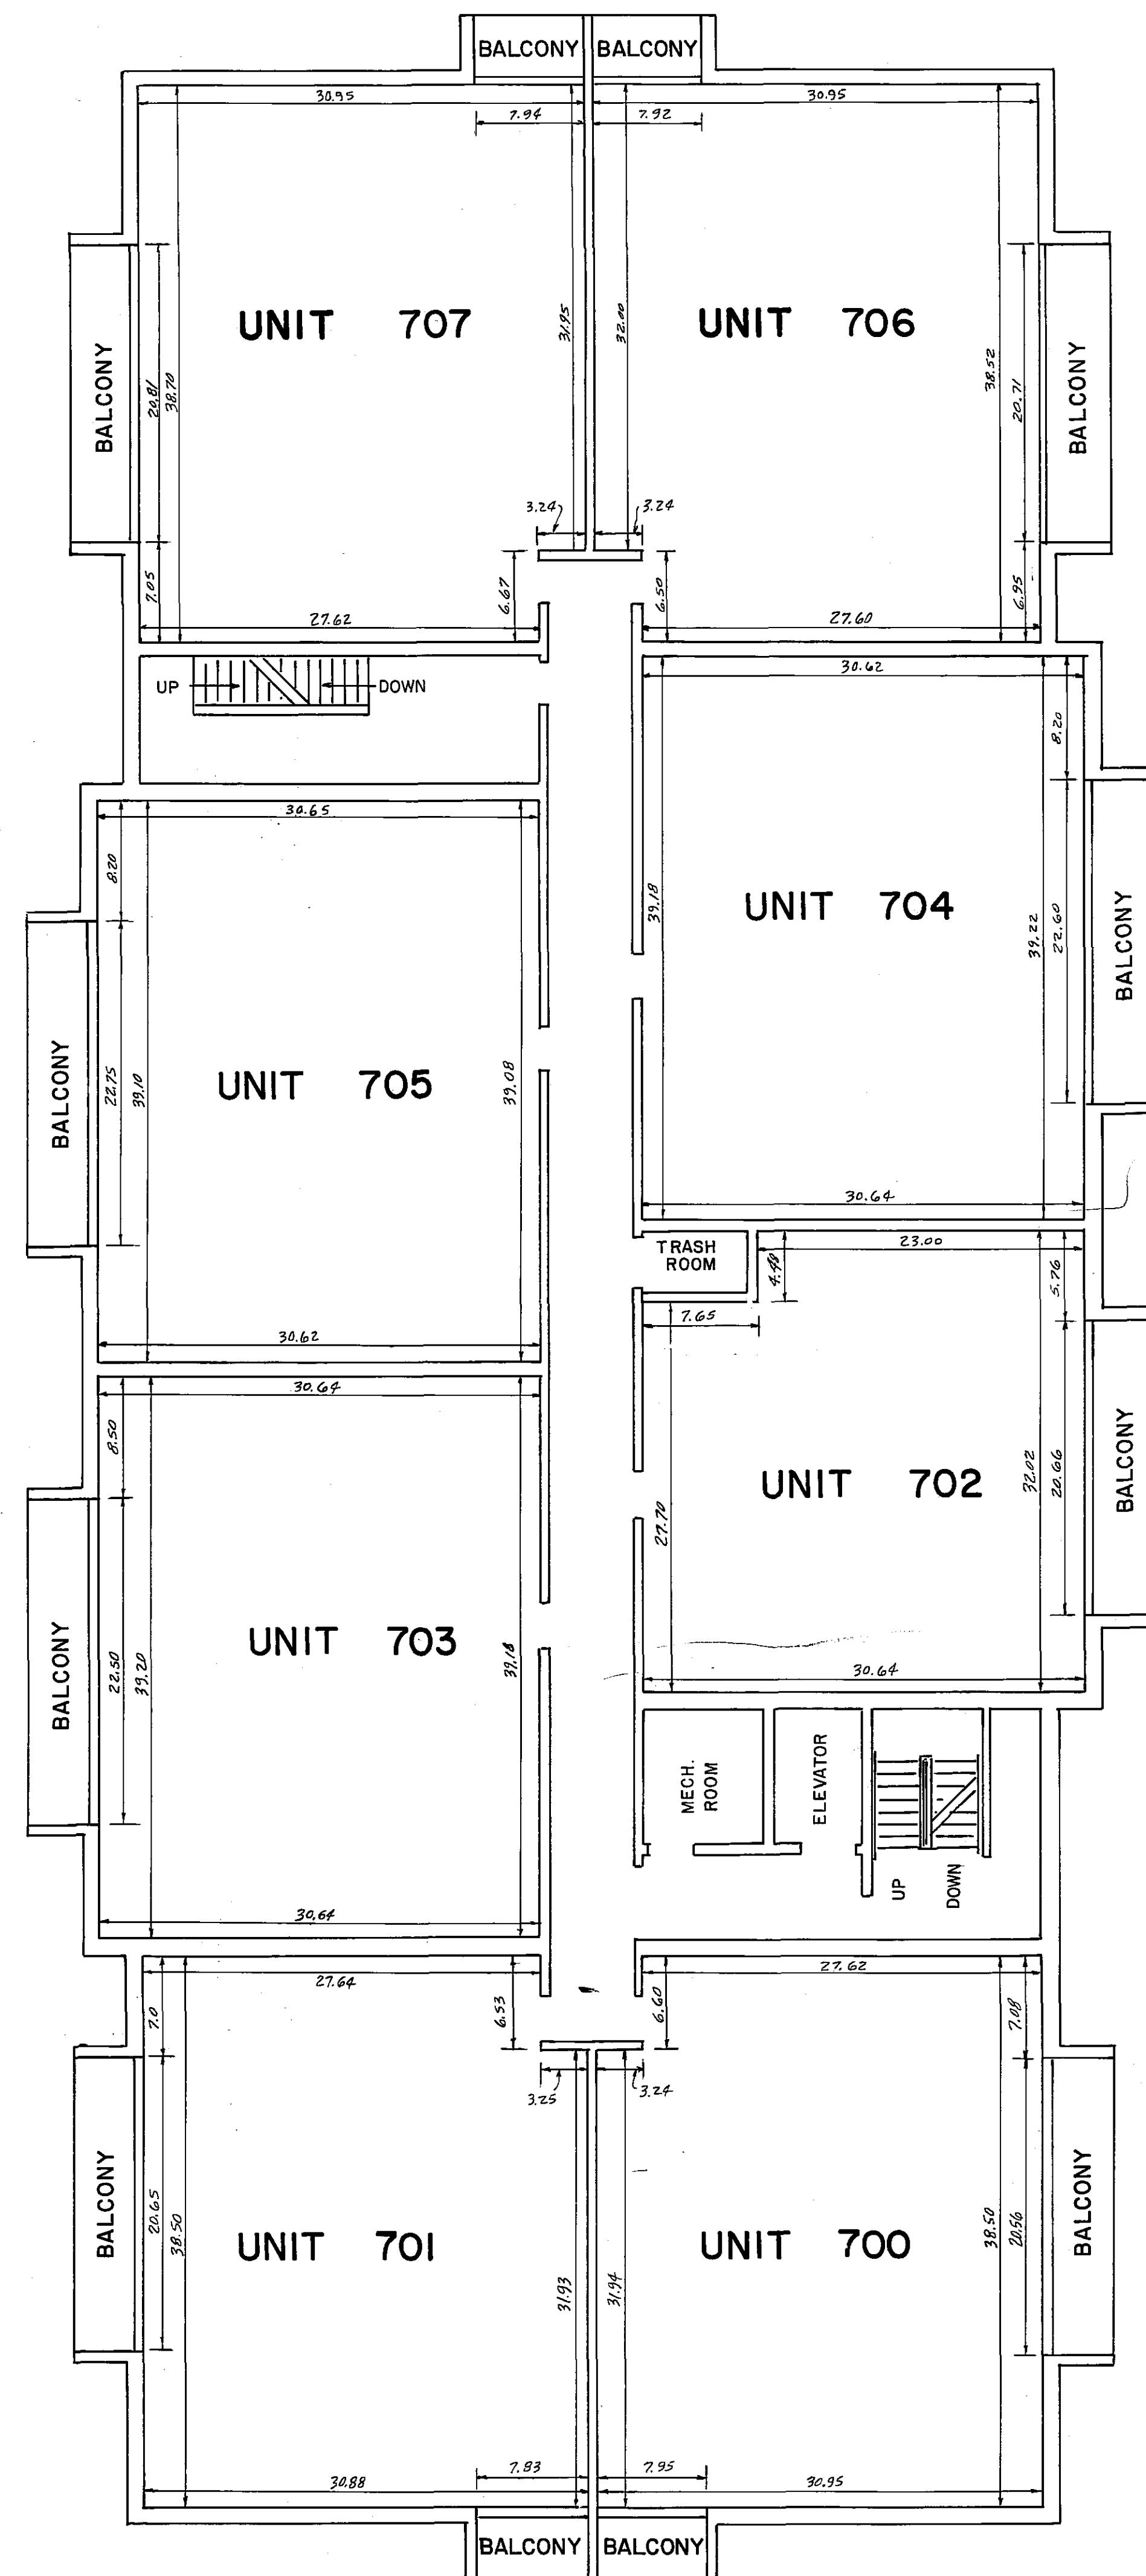 BALCONY BALCONY
30.95 30.95
7.94 7.92
UNIT 707
31.95
32.00
UNIT 706
38.52
20.71
BALCONY
BALCONY
20.81
38.70
3.24 3.24
7.05
6.67
6.50
6.95
27.62 27.60
UP DOWN
30.62
8.20
30.65
8.20
39.18
UNIT 704
39.22
22.60
BALCONY
BALCONY
22.75
39.10
UNIT 705
39.08
30.64
TRASH
ROOM
4.48
23.00
5.76
7.65
30.62
30.64
8.50
27.70
UNIT 702
32.02
20.66
BALCONY
BALCONY
22.50
39.20
UNIT 703
39.18
30.64
MECH.
ROOM
ELEVATOR
UP
DOWN
30.64
27.64 27.62
7.0
6.53
6.60
7.08
3.25 3.24
BALCONY
20.65
38.50
UNIT 701
31.93
31.94
UNIT 700
38.50
20.56
BALCONY
7.83 7.95
30.88 30.95
BALCONY BALCONY